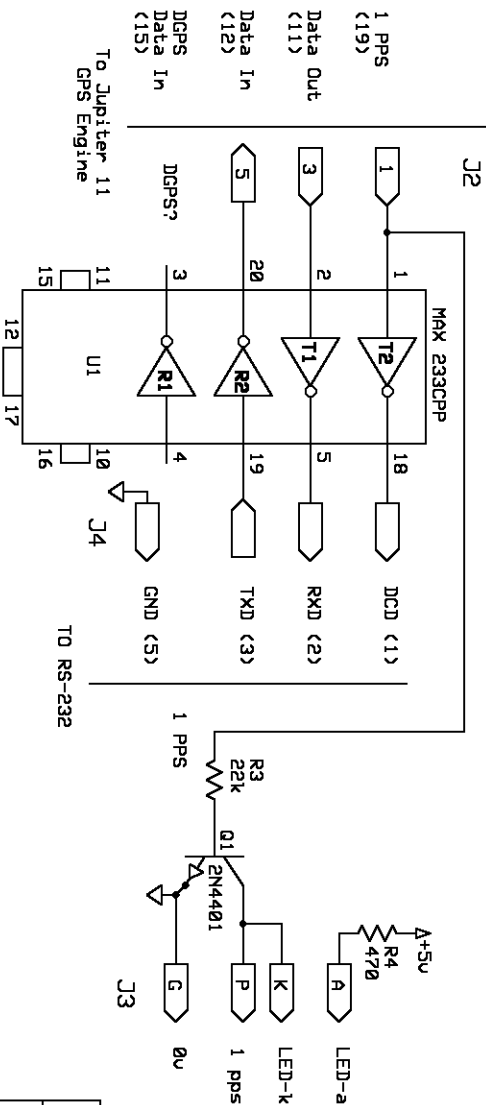 J2
1 PPS
(19)
1
1
MAX 233CPP
T2
18
DCD (1)
Data Out
(11)
3
2
T1
5
RXD (2)
Data In
(12)
5
20
R2
19
TXD (3)
DGPS
Data In
(15)
DGPS?
3
R1
4
GND (5)
To Jupiter 11
GPS Engine
11
15
U1
10
16
12
17
J4
TO RS-232
1 PPS
R3
22k
Q1
2N4401
+5v
R4
470
A
LED-a
K
LED-k
P
1 pps
G
0v
J3